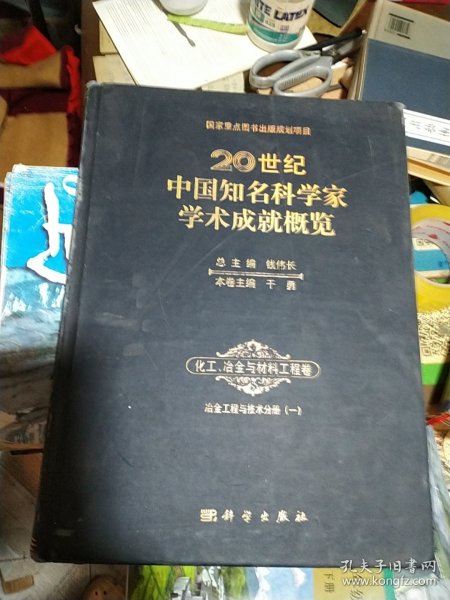 国家重点图书出版规划项目
20世纪
中国知名科学家
学术成就概览
总主编 钱伟长
本卷主编 干勇
化工、冶金与材料工程卷
冶金工程与技术分册(一)
科学出版社
下册
孔夫子旧书网
www.kongfz.com